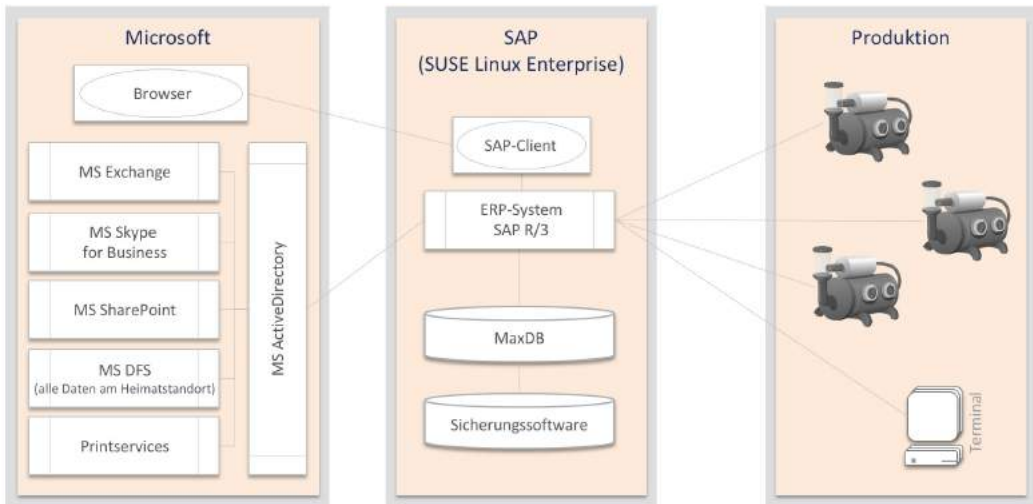 Microsoft
Browser
MS Exchange
MS Skype
for Business
MS SharePoint
MS DFS
(alle Daten am Heimatstandort)
Printservices
MS ActiveDirectory
SAP
(SUSE Linux Enterprise)
SAP-Client
ERP-System
SAP R/3
MaxDB
Sicherungssoftware
Produktion
Terminal